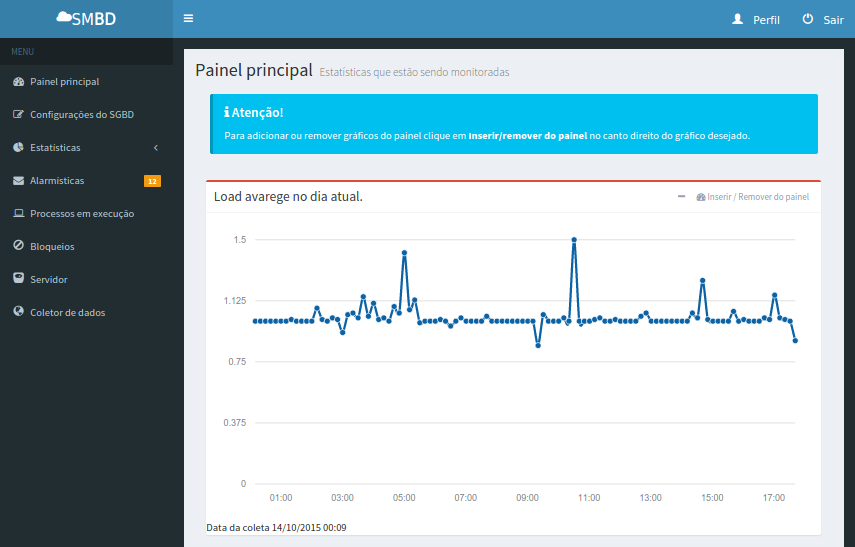 SMBD
Perfil
Sair
MENU
Painel principal
Configurações do SGBD
Estatísticas
Alarmísticas 12
Processos em execução
Bloqueios
Servidor
Coletor de dados
Painel principal Estatísticas que estão sendo monitoradas
Atenção!
Para adicionar ou remover gráficos do painel clique em Inserir/remover do painel no canto direito do gráfico desejado.
Load avarege no dia atual.
Inserir / Remover do painel
1.5
1.125
0.75
0.375
0
01:00 03:00 05:00 07:00 09:00 11:00 13:00 15:00 17:00
Data da coleta 14/10/2015 00:09